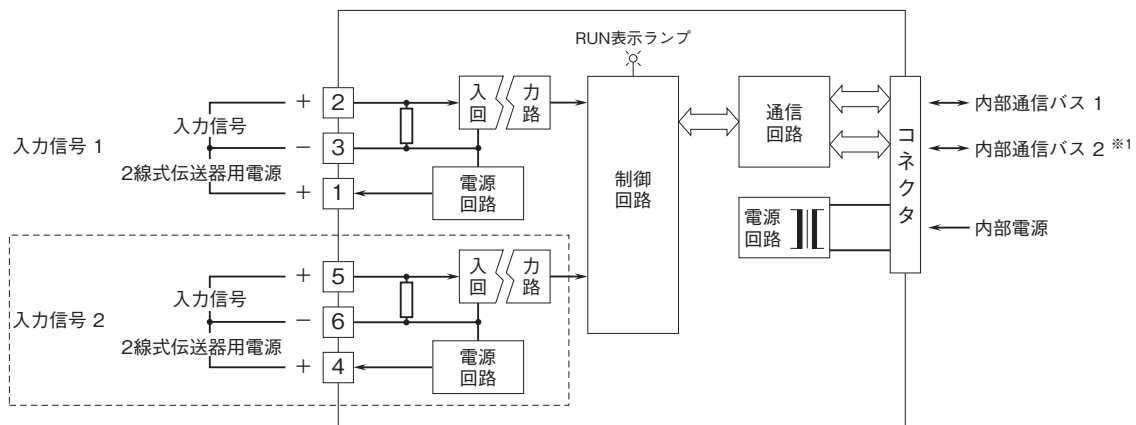 RUN表示ランプ
入力信号 1
+ 2
入力信号
− 3
2線式伝送器用電源
+ 1
入 力
回 路
電源
回路
制御
回路
通信
回路
電源
回路
コネクタ
内部通信バス 1
内部通信バス 2 ※1
内部電源
入力信号 2
+ 5
入力信号
− 6
2線式伝送器用電源
+ 4
入 力
回 路
電源
回路